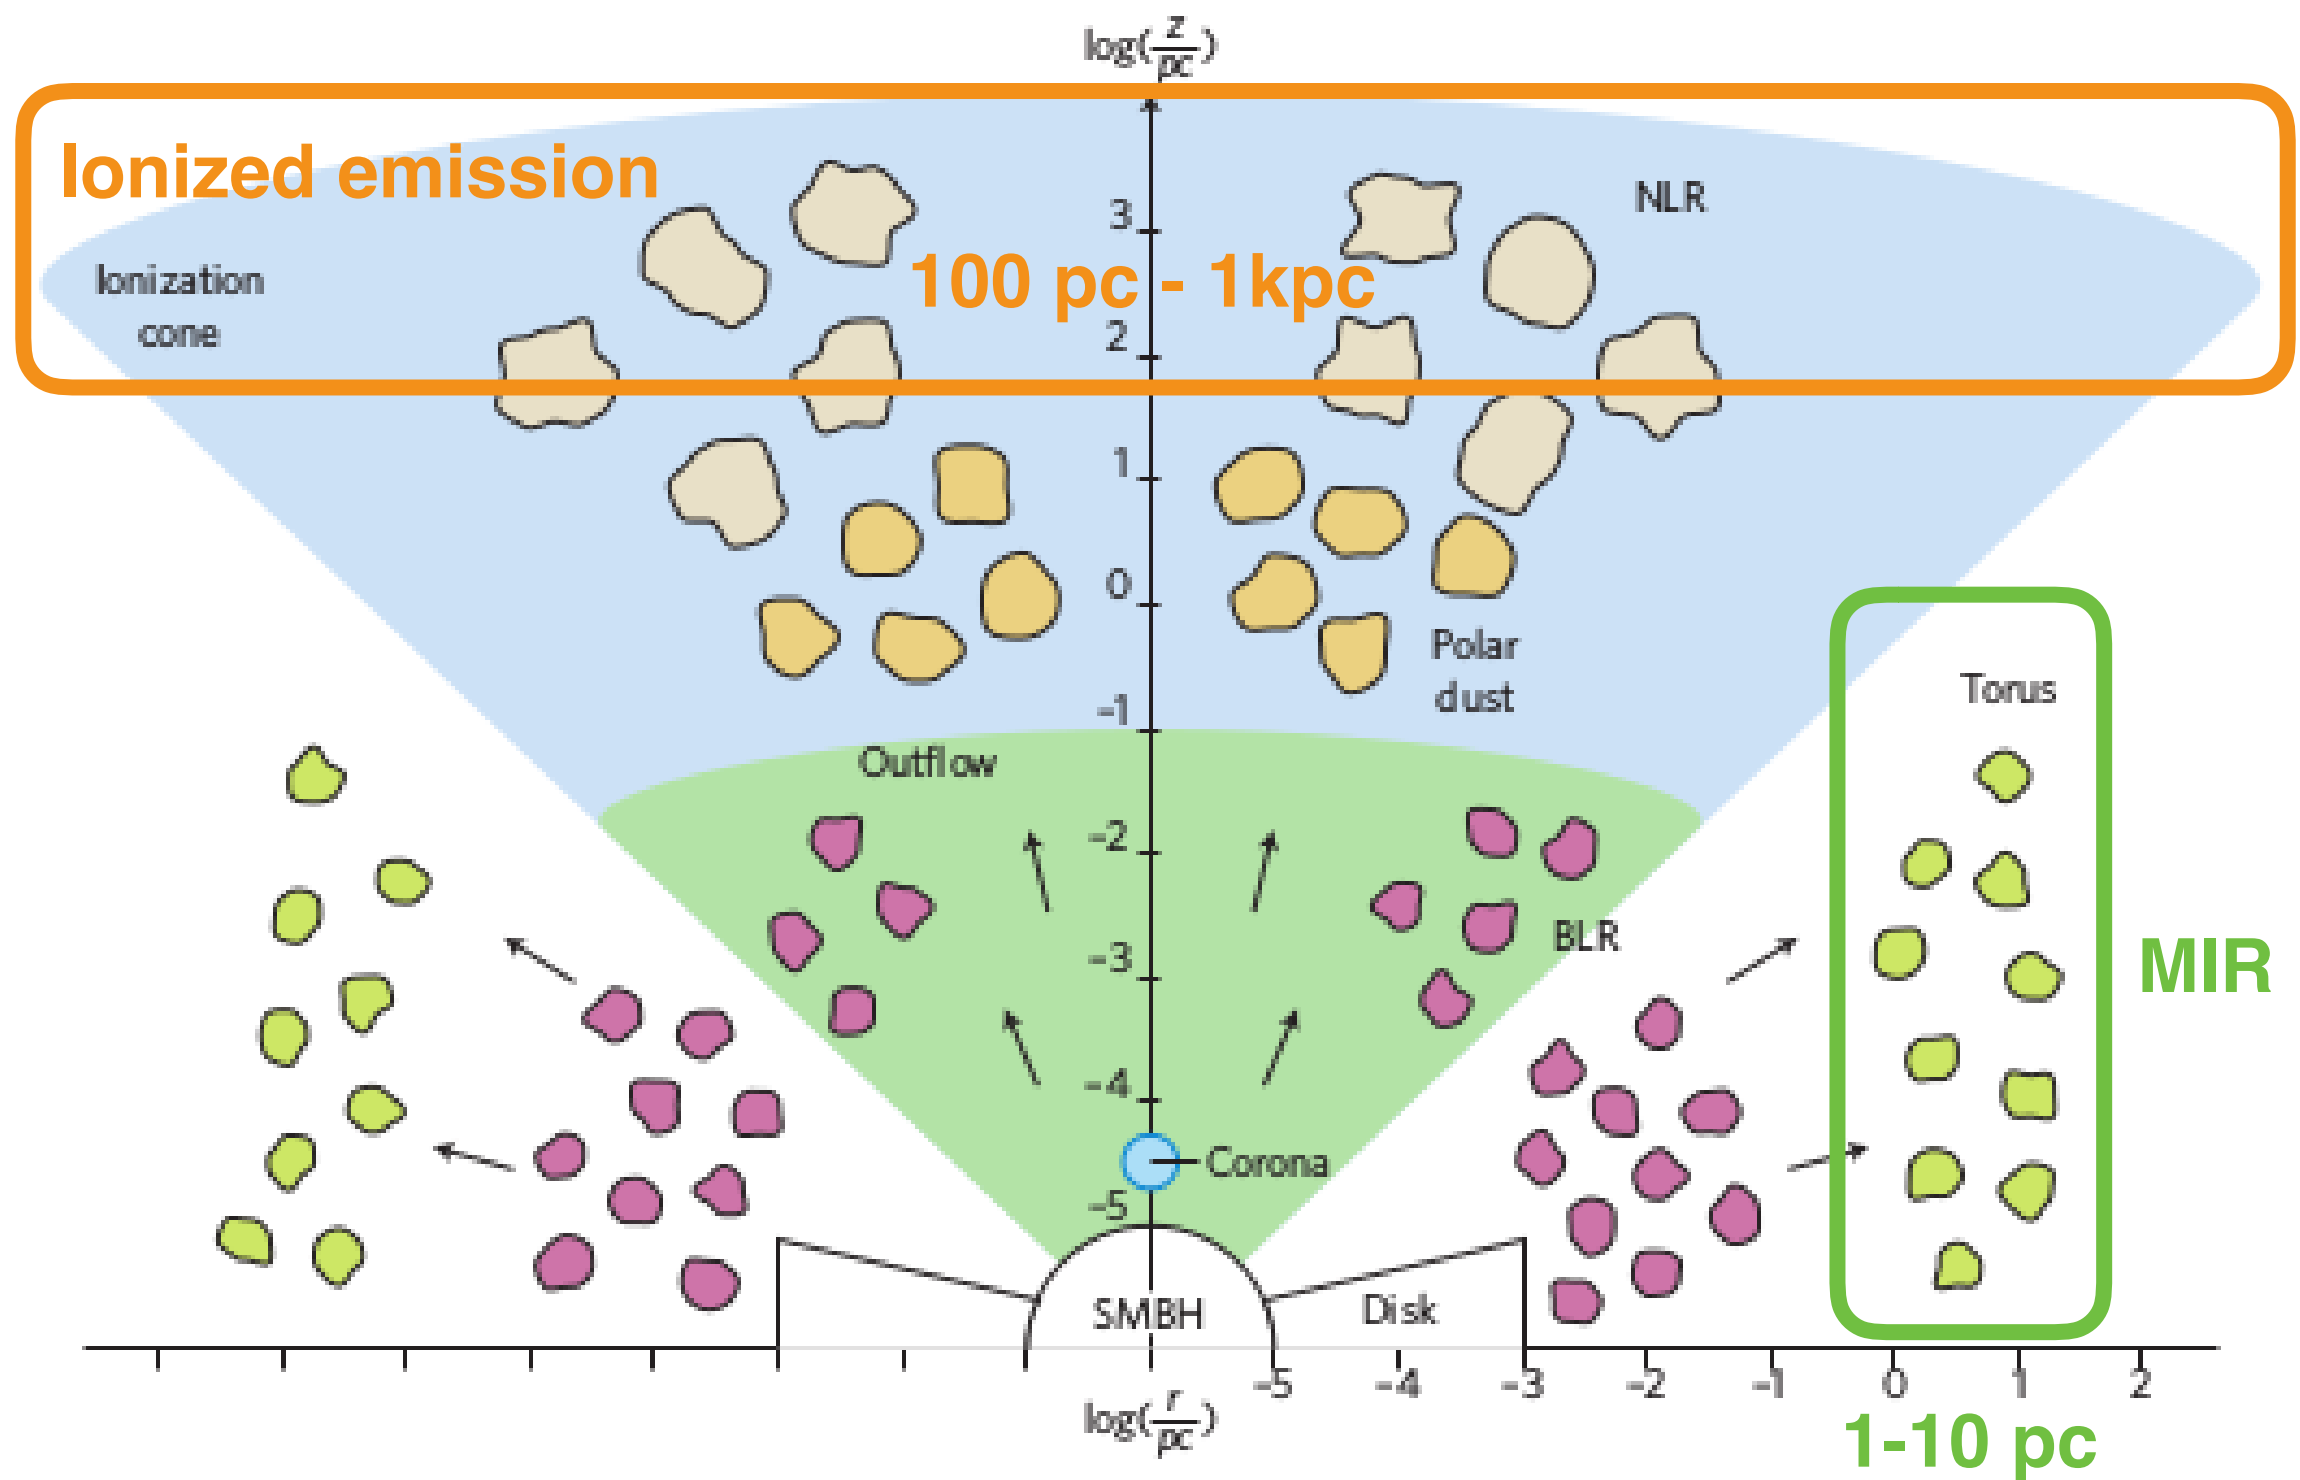 log(z/pc)
Ionized emission
NLR
3
Ionization
cone
100 pc - 1kpc
2
1
0
Polar
dust
-1
Torus
Outflow
-2
BLR
-3
MIR
-4
Corona
-5
SMBH
Disk
-5 -4 -3 -2 -1 0 1 2
log(r/pc)
1-10 pc